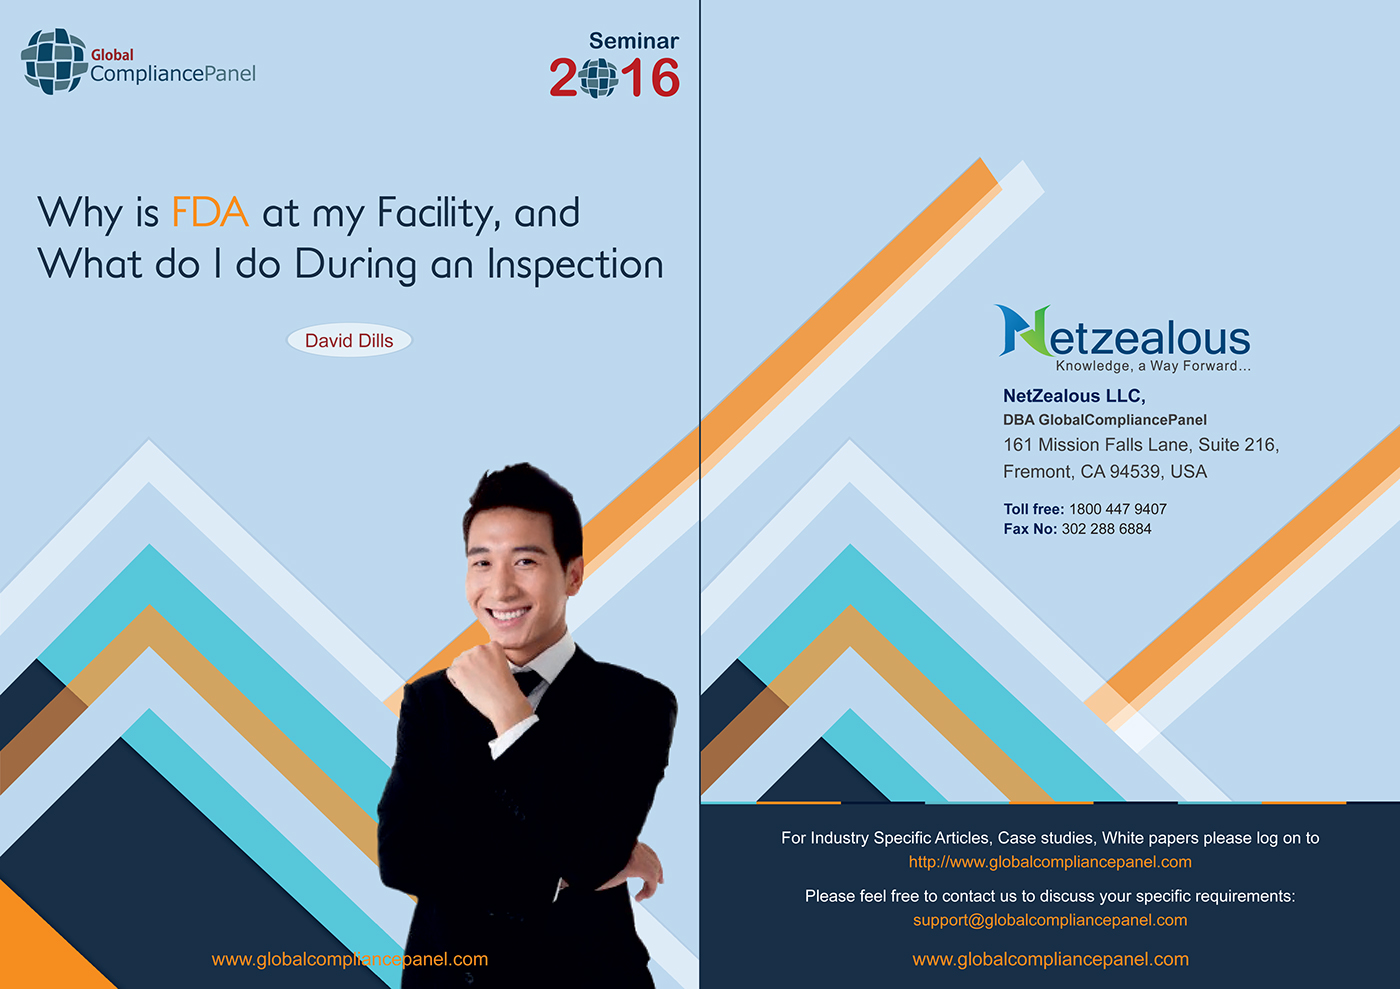 Global
CompliancePanel
Seminar
2016
Why is FDA at my Facility, and
What do I do During an Inspection
David Dills
www.globalcompliancepanel.com
Netzealous
Knowledge, a Way Forward...
NetZealous LLC,
DBA GlobalCompliancePanel
161 Mission Falls Lane, Suite 216,
Fremont, CA 94539, USA
Toll free: 1800 447 9407
Fax No: 302 288 6884
For Industry Specific Articles, Case studies, White papers please log on to
http://www.globalcompliancepanel.com
Please feel free to contact us to discuss your specific requirements:
support@globalcompliancepanel.com
www.globalcompliancepanel.com